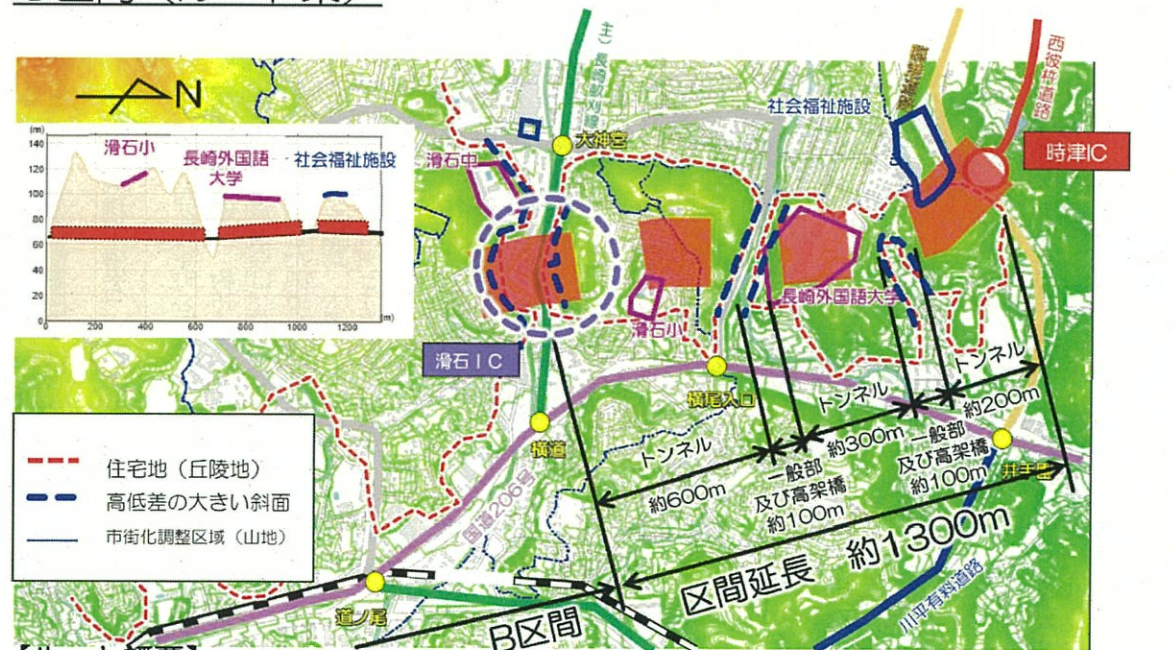 N
(m)
140
120
100
80
60
40
20
0
200
400
600
800
1000
1200
(m)
滑石小
長崎外国語
大学
社会福祉施設
主）長崎畝刈線
西彼杵道路
社会福祉施設
大神宮
時津IC
滑石中
長崎外国語大学
滑石小
滑石IC
横尾入口
横道
井手園
道ノ尾
国道206号
川平有料道路
トンネル
約600m
一般部
及び高架橋
約100m
トンネル
約300m
一般部
及び高架橋
約100m
トンネル
約200m
区間延長 約1300m
B区間
住宅地（丘陵地）
高低差の大きい斜面
市街化調整区域（山地）